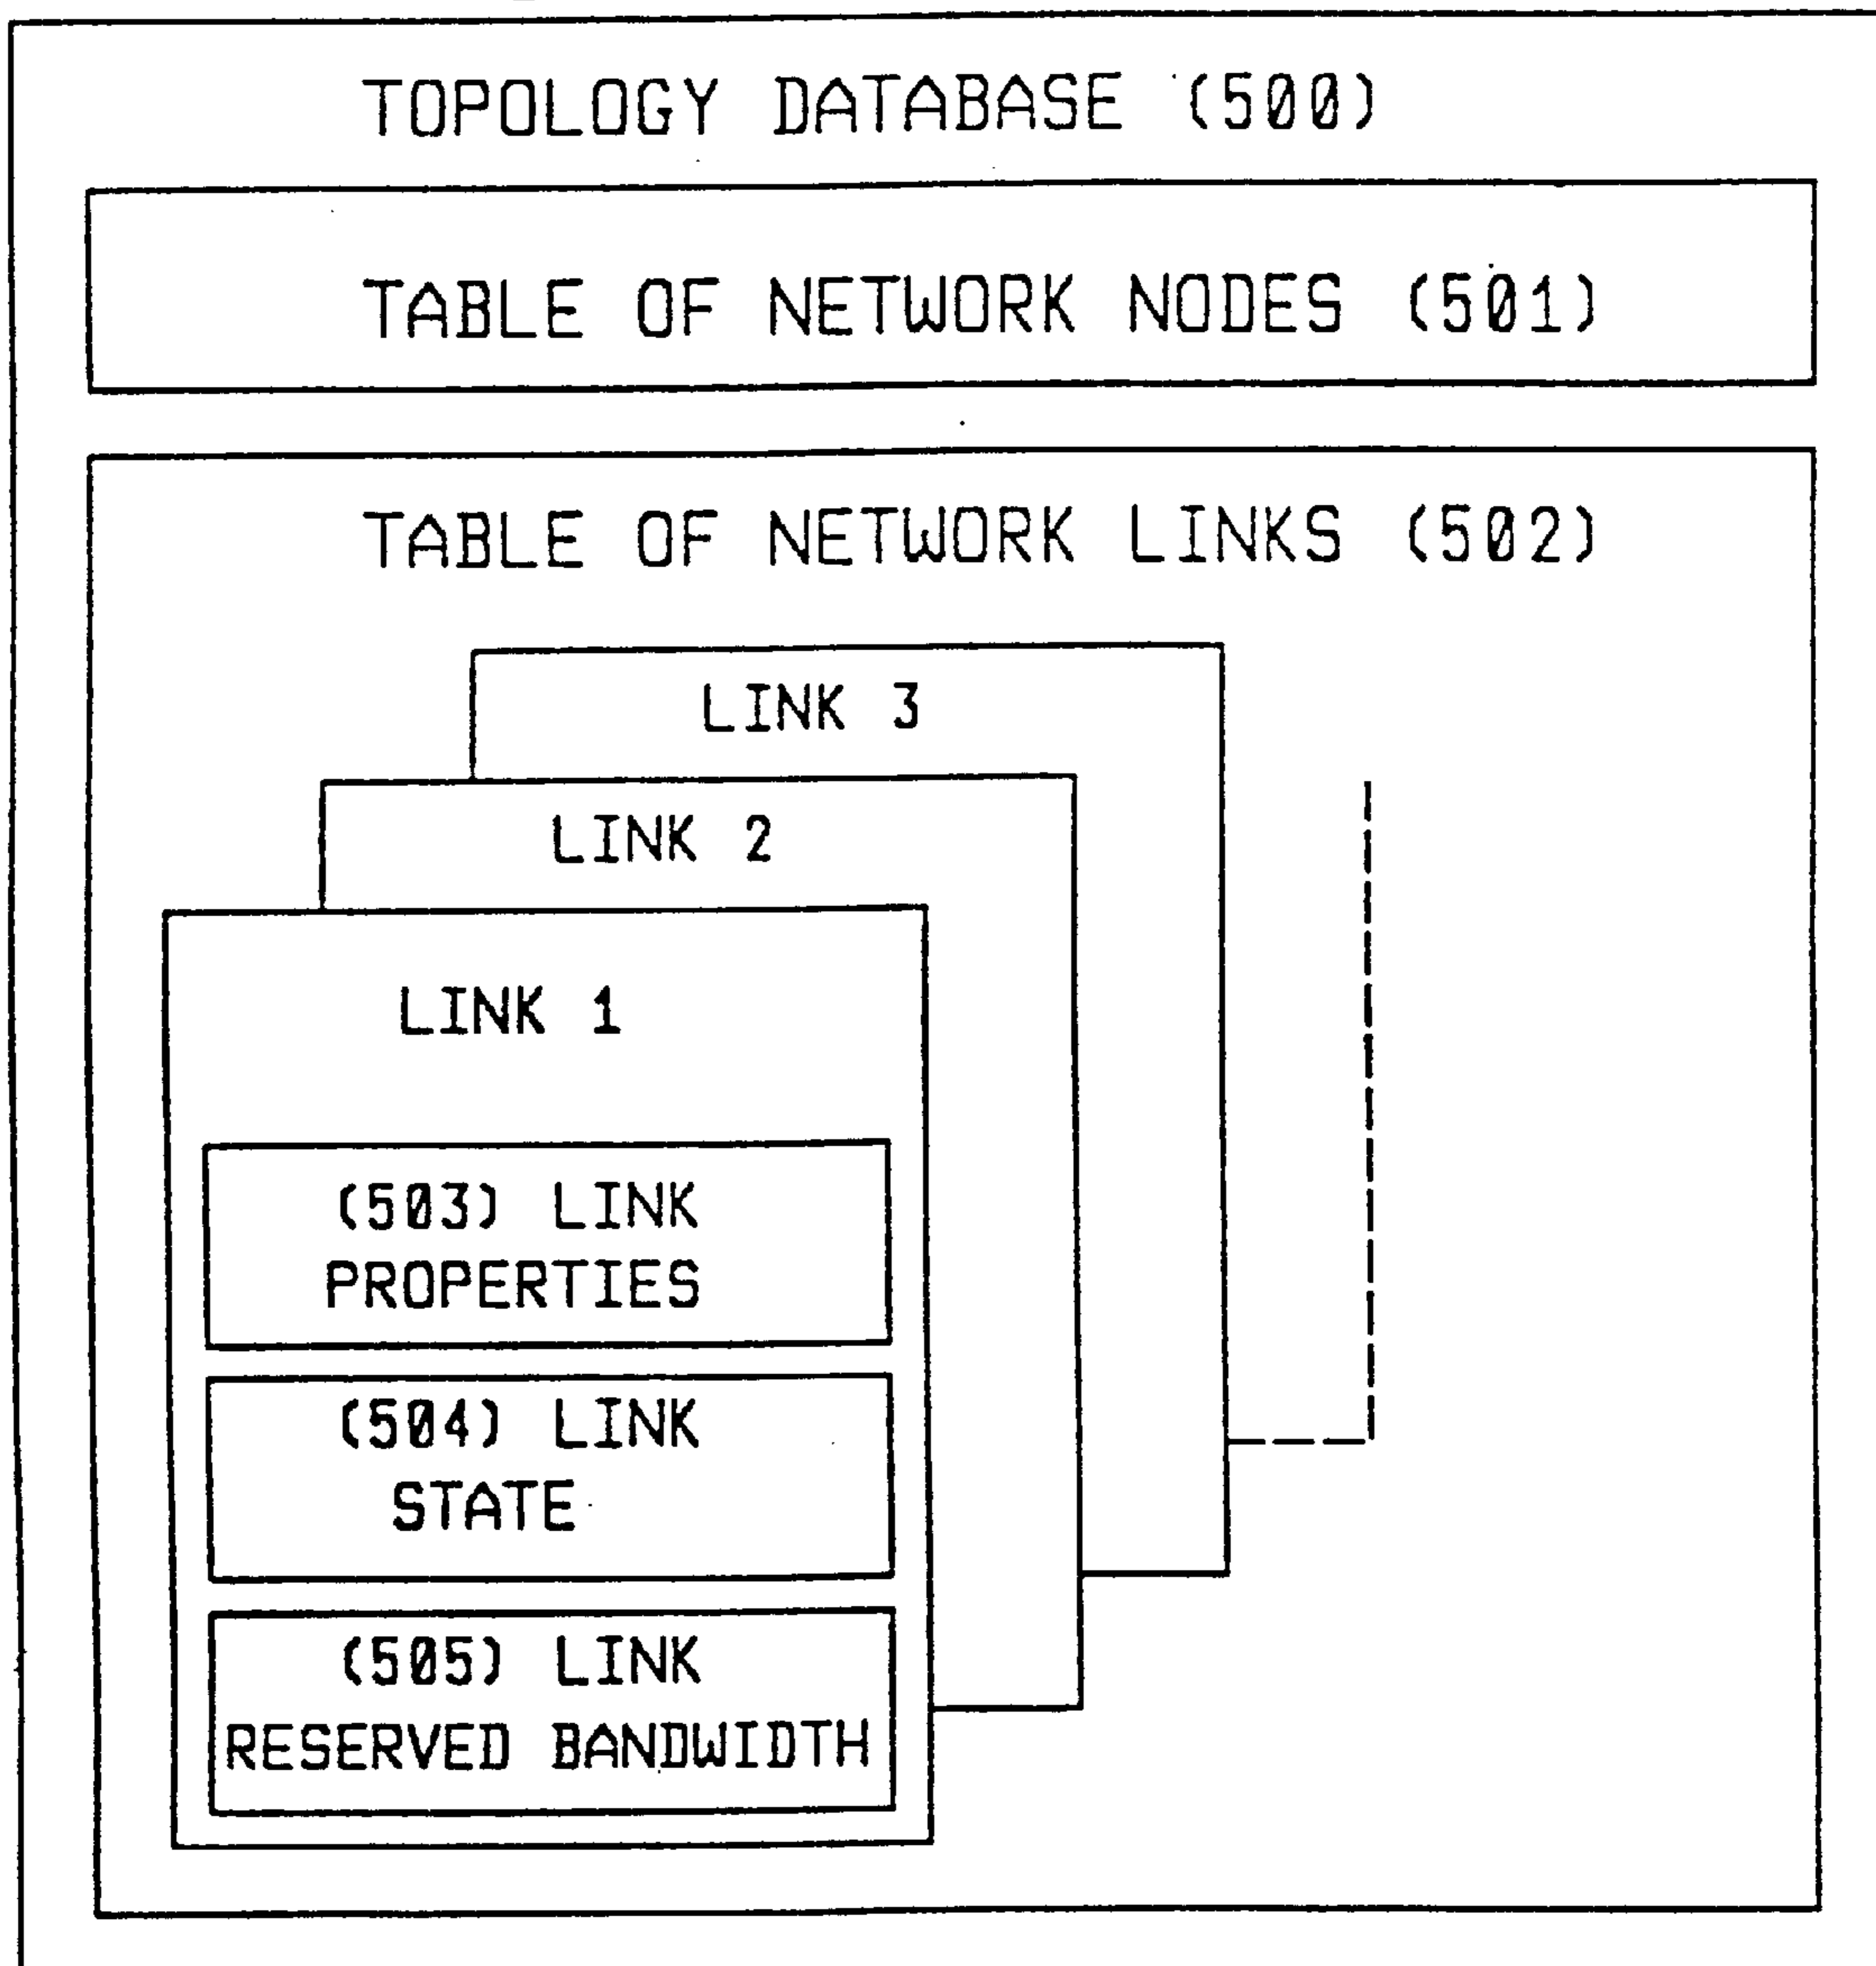 TOPOLOGY DATABASE (500)
TABLE OF NETWORK NODES (501)
TABLE OF NETWORK LINKS (502)
LINK 3
LINK 2
LINK 1
(503) LINK
PROPERTIES
(504) LINK
STATE
(505) LINK
RESERVED BANDWIDTH